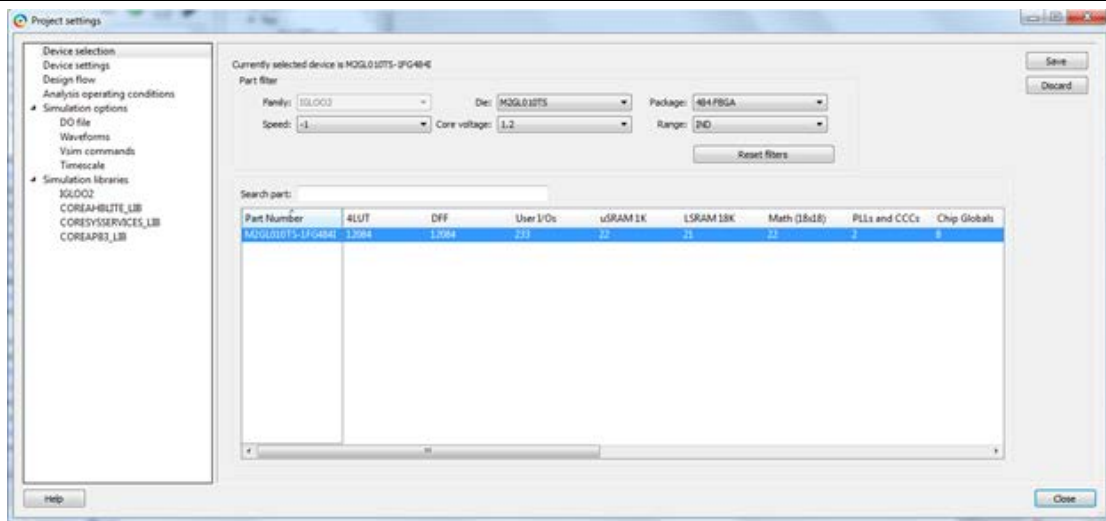 Project settings
Device selection
Device settings
Design flow
Analysis operating conditions
Simulation options
DO file
Waveforms
Vsim commands
Timescale
Simulation libraries
IGLOO2
COREAHBLITE_LIB
CORESYSSERVICES_LIB
COREAPB3_LIB
Currently selected device is M2GL010TS-1FG484I
Part filter
Family: IGLOO2 Die: M2GL010TS Package: 484 FBGA
Speed: -1 Core voltage: 1.2 Range: IND
Reset filters
Search part:
Part Number 4LUT DFF User I/Os uSRAM 1K LSRAM 18K Math (18x18) PLLs and CCCs Chip Globals
M2GL010TS-1FG484I 12084 12084 233 22 21 22 2 8
Save
Discard
Help
Close